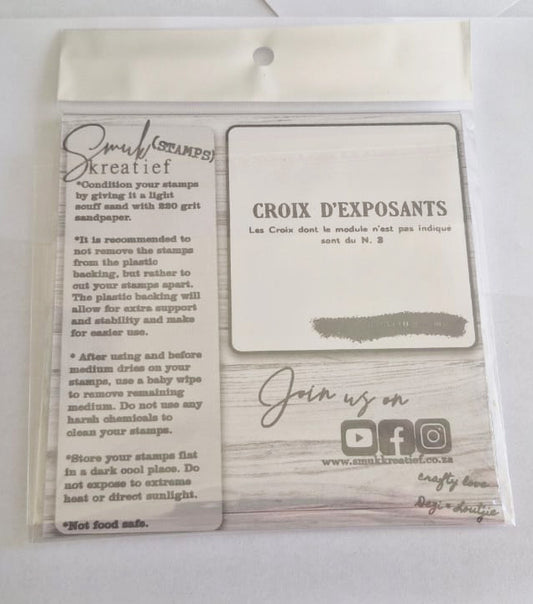 Smuk (STAMPS)
kreatief
*Condition your stamps
by giving it a light
scuff sand with 220 grit
sandpaper.
*It is recommended to
not remove the stamps
from the plastic
backing, but rather to
cut your stamps apart.
The plastic backing will
allow for extra support
and stability and make
for easier use.
* After using and before
medium dries on your
stamps, use a baby wipe
to remove remaining
medium. Do not use any
harsh chemicals to
clean your stamps.
*Store your stamps flat
in a dark cool place. Do
not expose to extreme
heat or direct sunlight.
*Not food safe.
CROIX D'EXPOSANTS
Les Croix dont le module n'est pas indiqué
sont du N. 3
Join us on
www.smukkreatief.co.za
crafty love
Dezi & Loutjie